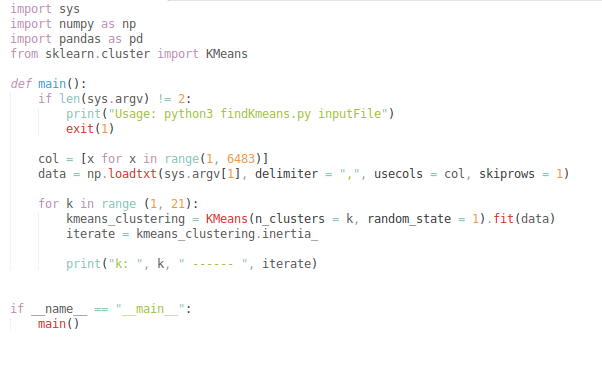 import sys
import numpy as np
import pandas as pd
from sklearn.cluster import KMeans
def main():
if len(sys.argv) != 2:
print("Usage: python3 findKmeans.py inputFile")
exit(1)
col = [x for x in range(1, 6483)]
data = np.loadtxt(sys.argv[1], delimiter = ",", usecols = col, skiprows = 1)
for k in range (1, 21):
kmeans_clustering = KMeans(n_clusters = k, random_state = 1).fit(data)
iterate = kmeans_clustering.inertia_
print("k: ", k, " ------ ", iterate)
if __name__ == "__main__":
main()